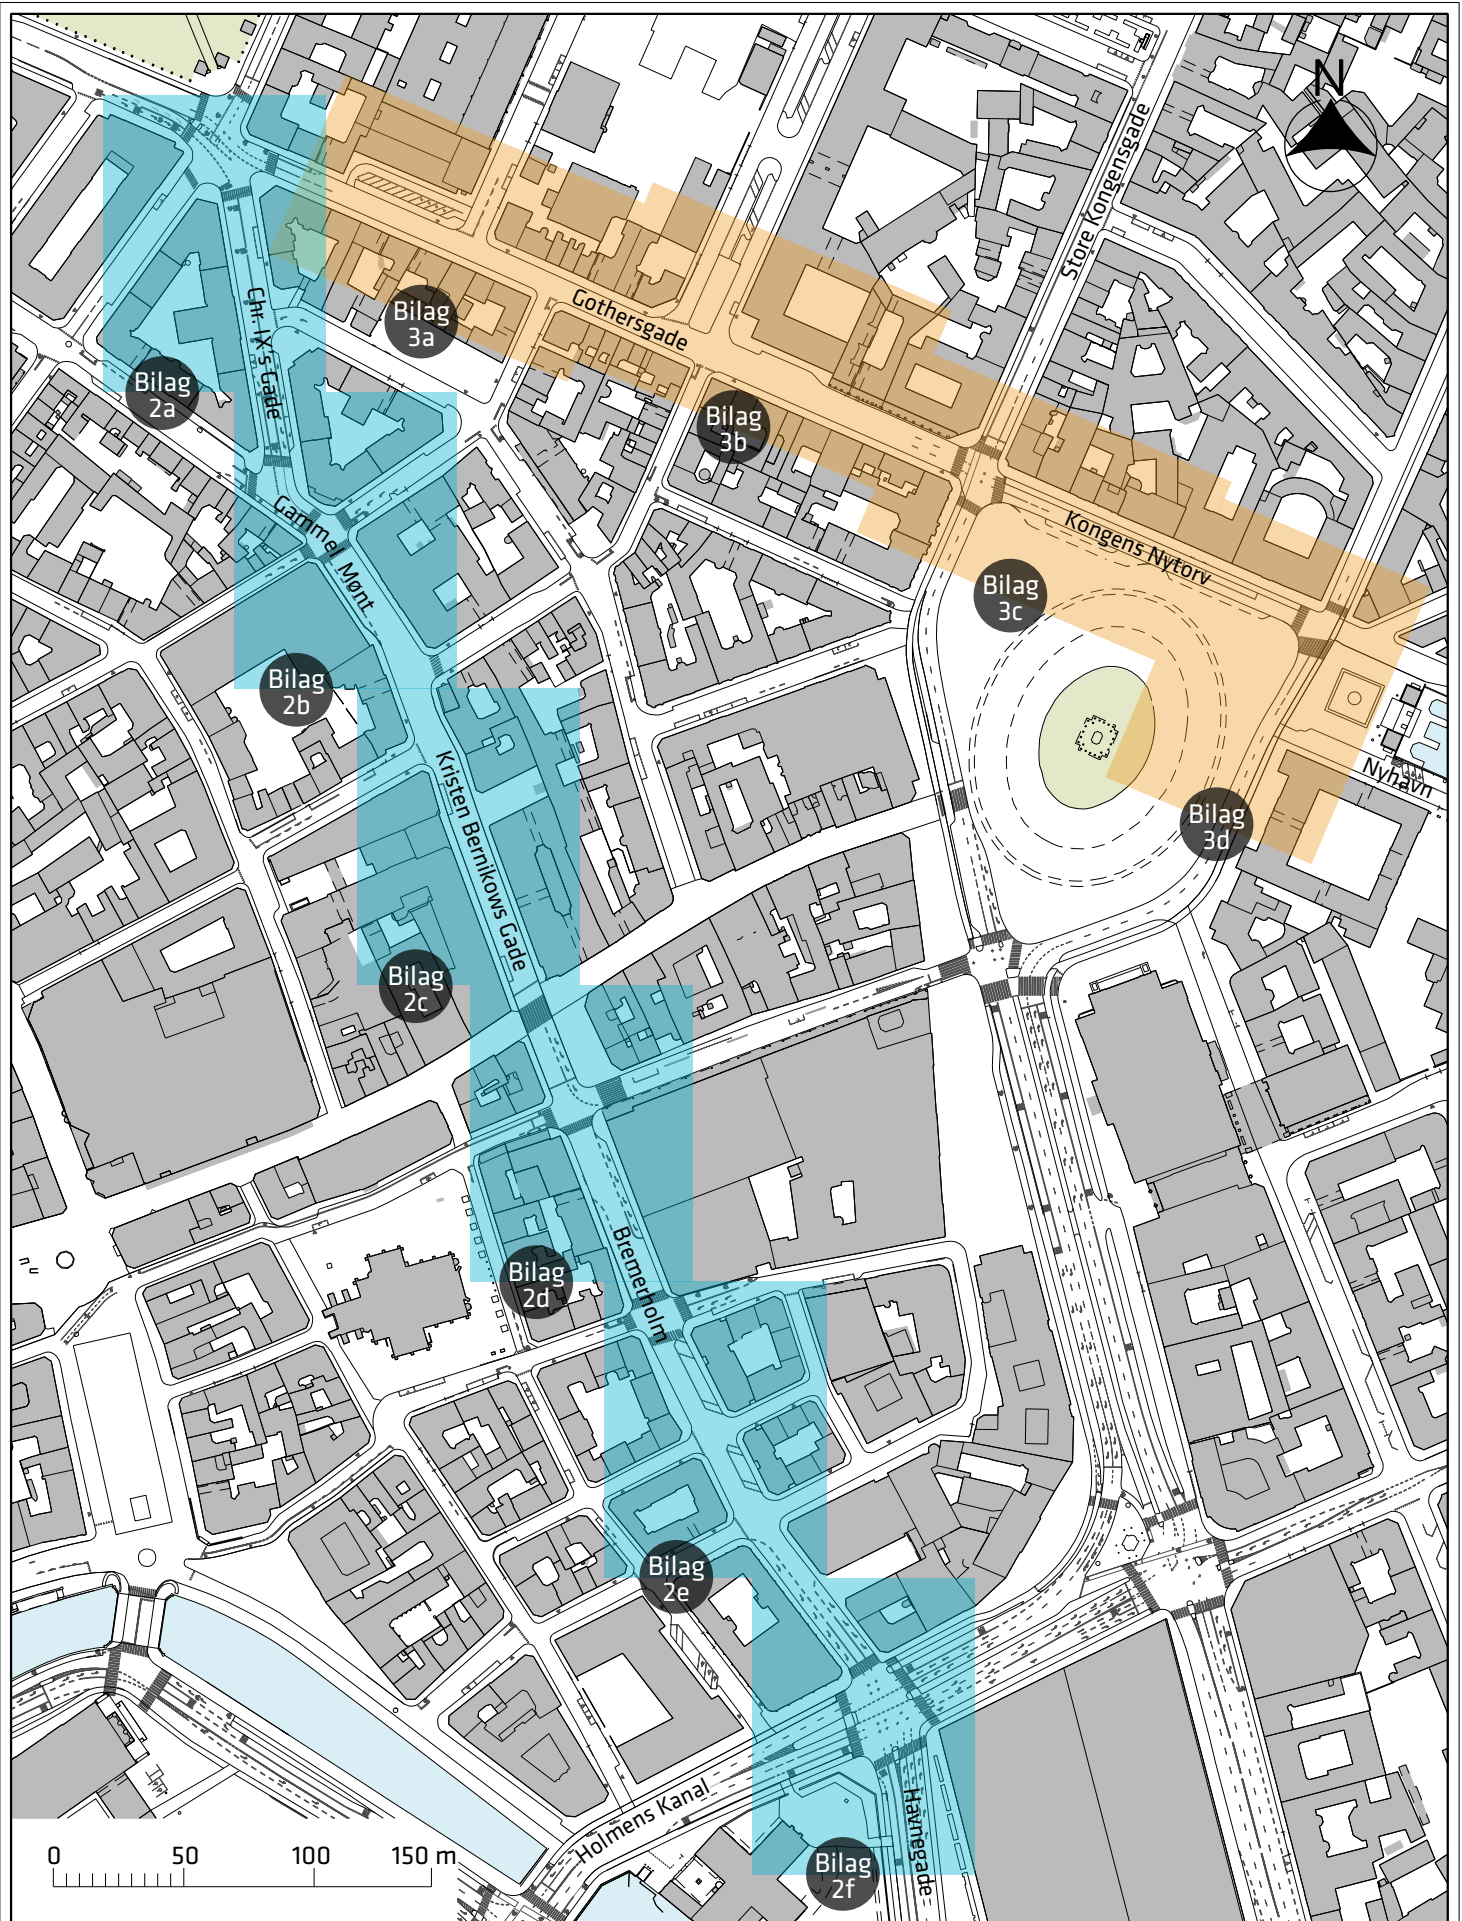 N
Store Kongensgade
Gothersgade
Chr. IX's Gade
Bilag
3a
Bilag
2a
Bilag
3b
Gammel Mønt
Kongens Nytorv
Bilag
3c
Bilag
2b
Kristen Bernikows Gade
Nyhavn
Bilag
3d
Bilag
2c
Bremerholm
Bilag
2d
Bilag
2e
Holmens Kanal
Havnegade
Bilag
2f
0 50 100 150 m